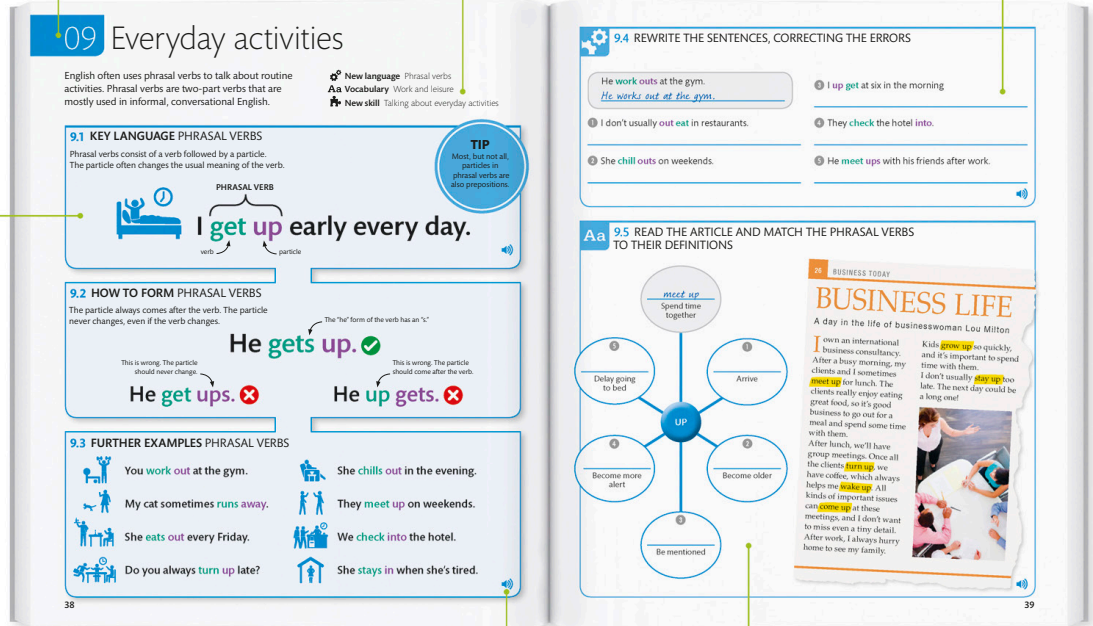 09 Everyday activities
English often uses phrasal verbs to talk about routine
activities. Phrasal verbs are two-part verbs that are
mostly used in informal, conversational English.
New language Phrasal verbs
Aa Vocabulary Work and leisure
New skill Talking about everyday activities
9.1 KEY LANGUAGE PHRASAL VERBS
Phrasal verbs consist of a verb followed by a particle.
The particle often changes the usual meaning of the verb.
TIP
Most, but not all,
particles in
phrasal verbs are
also prepositions.
PHRASAL VERB
I get up early every day.
verb
particle
9.2 HOW TO FORM PHRASAL VERBS
The particle always comes after the verb. The particle
never changes, even if the verb changes.
The "he" form of the verb has an "s."
He gets up.
This is wrong. The particle
should never change.
He get ups.
This is wrong. The particle
should come after the verb.
He up gets.
9.3 FURTHER EXAMPLES PHRASAL VERBS
You work out at the gym.
My cat sometimes runs away.
She eats out every Friday.
Do you always turn up late?
She chills out in the evening.
They meet up on weekends.
We check into the hotel.
She stays in when she's tired.
38
9.4 REWRITE THE SENTENCES, CORRECTING THE ERRORS
He work outs at the gym.
He works out at the gym.
1 I don't usually out eat in restaurants.
2 She chill outs on weekends.
3 I up get at six in the morning
4 They check the hotel into.
5 He meet ups with his friends after work.
Aa 9.5 READ THE ARTICLE AND MATCH THE PHRASAL VERBS
TO THEIR DEFINITIONS
meet up
Spend time
together
1
Arrive
2
Become older
3
Be mentioned
4
Become more
alert
5
Delay going
to bed
UP
26 BUSINESS TODAY
BUSINESS LIFE
A day in the life of businesswoman Lou Milton
I own an international
business consultancy.
After a busy morning, my
clients and I sometimes
meet up for lunch. The
clients really enjoy eating
great food, so it's good
business to go out for a
meal and spend some time
with them.
After lunch, we'll have
group meetings. Once all
the clients turn up, we
have coffee, which always
helps me wake up. All
kinds of important issues
can come up at these
meetings, and I don't want
to miss even a tiny detail.
After work, I always hurry
home to see my family.
Kids grow up so quickly,
and it's important to spend
time with them.
I don't usually stay up too
late. The next day could be
a long one!
39